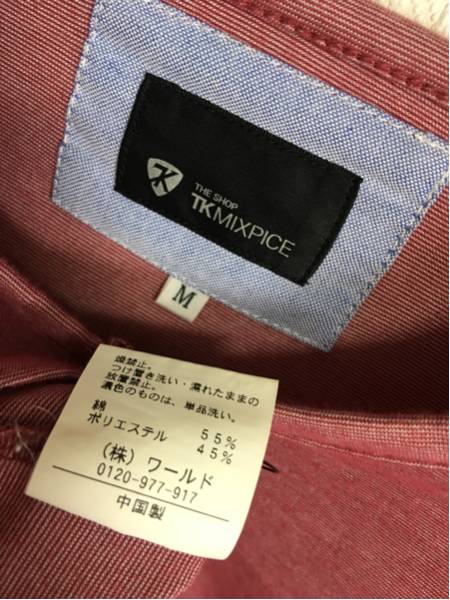 K
THE SHOP
TKMIXPICE
M
燥禁止。
つけ置き洗い・濡れたままの
放置禁止。
濃色のものは、単品洗い。
綿 55%
ポリエステル 45%
(株) ワールド
0120-977-917
中国製